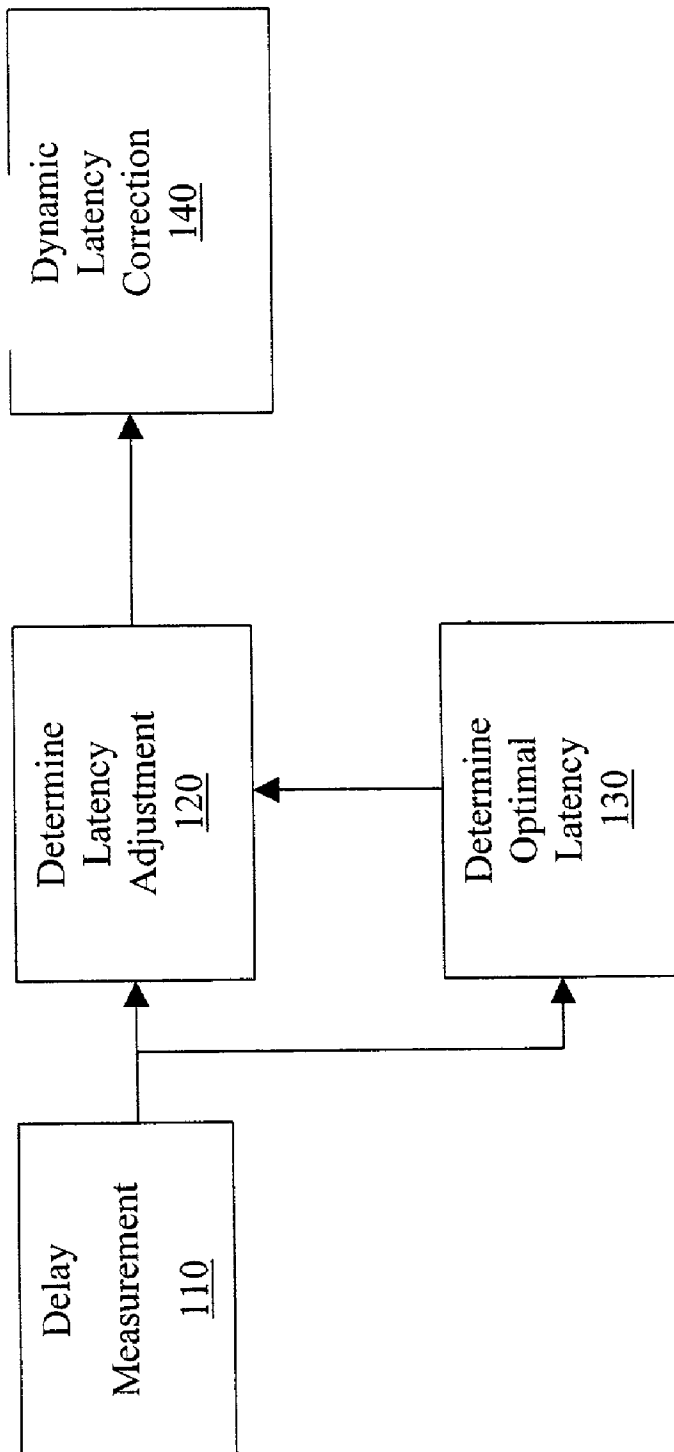 Delay
Measurement
110
Determine
Latency
Adjustment
120
Determine
Optimal
Latency
130
Dynamic
Latency
Correction
140